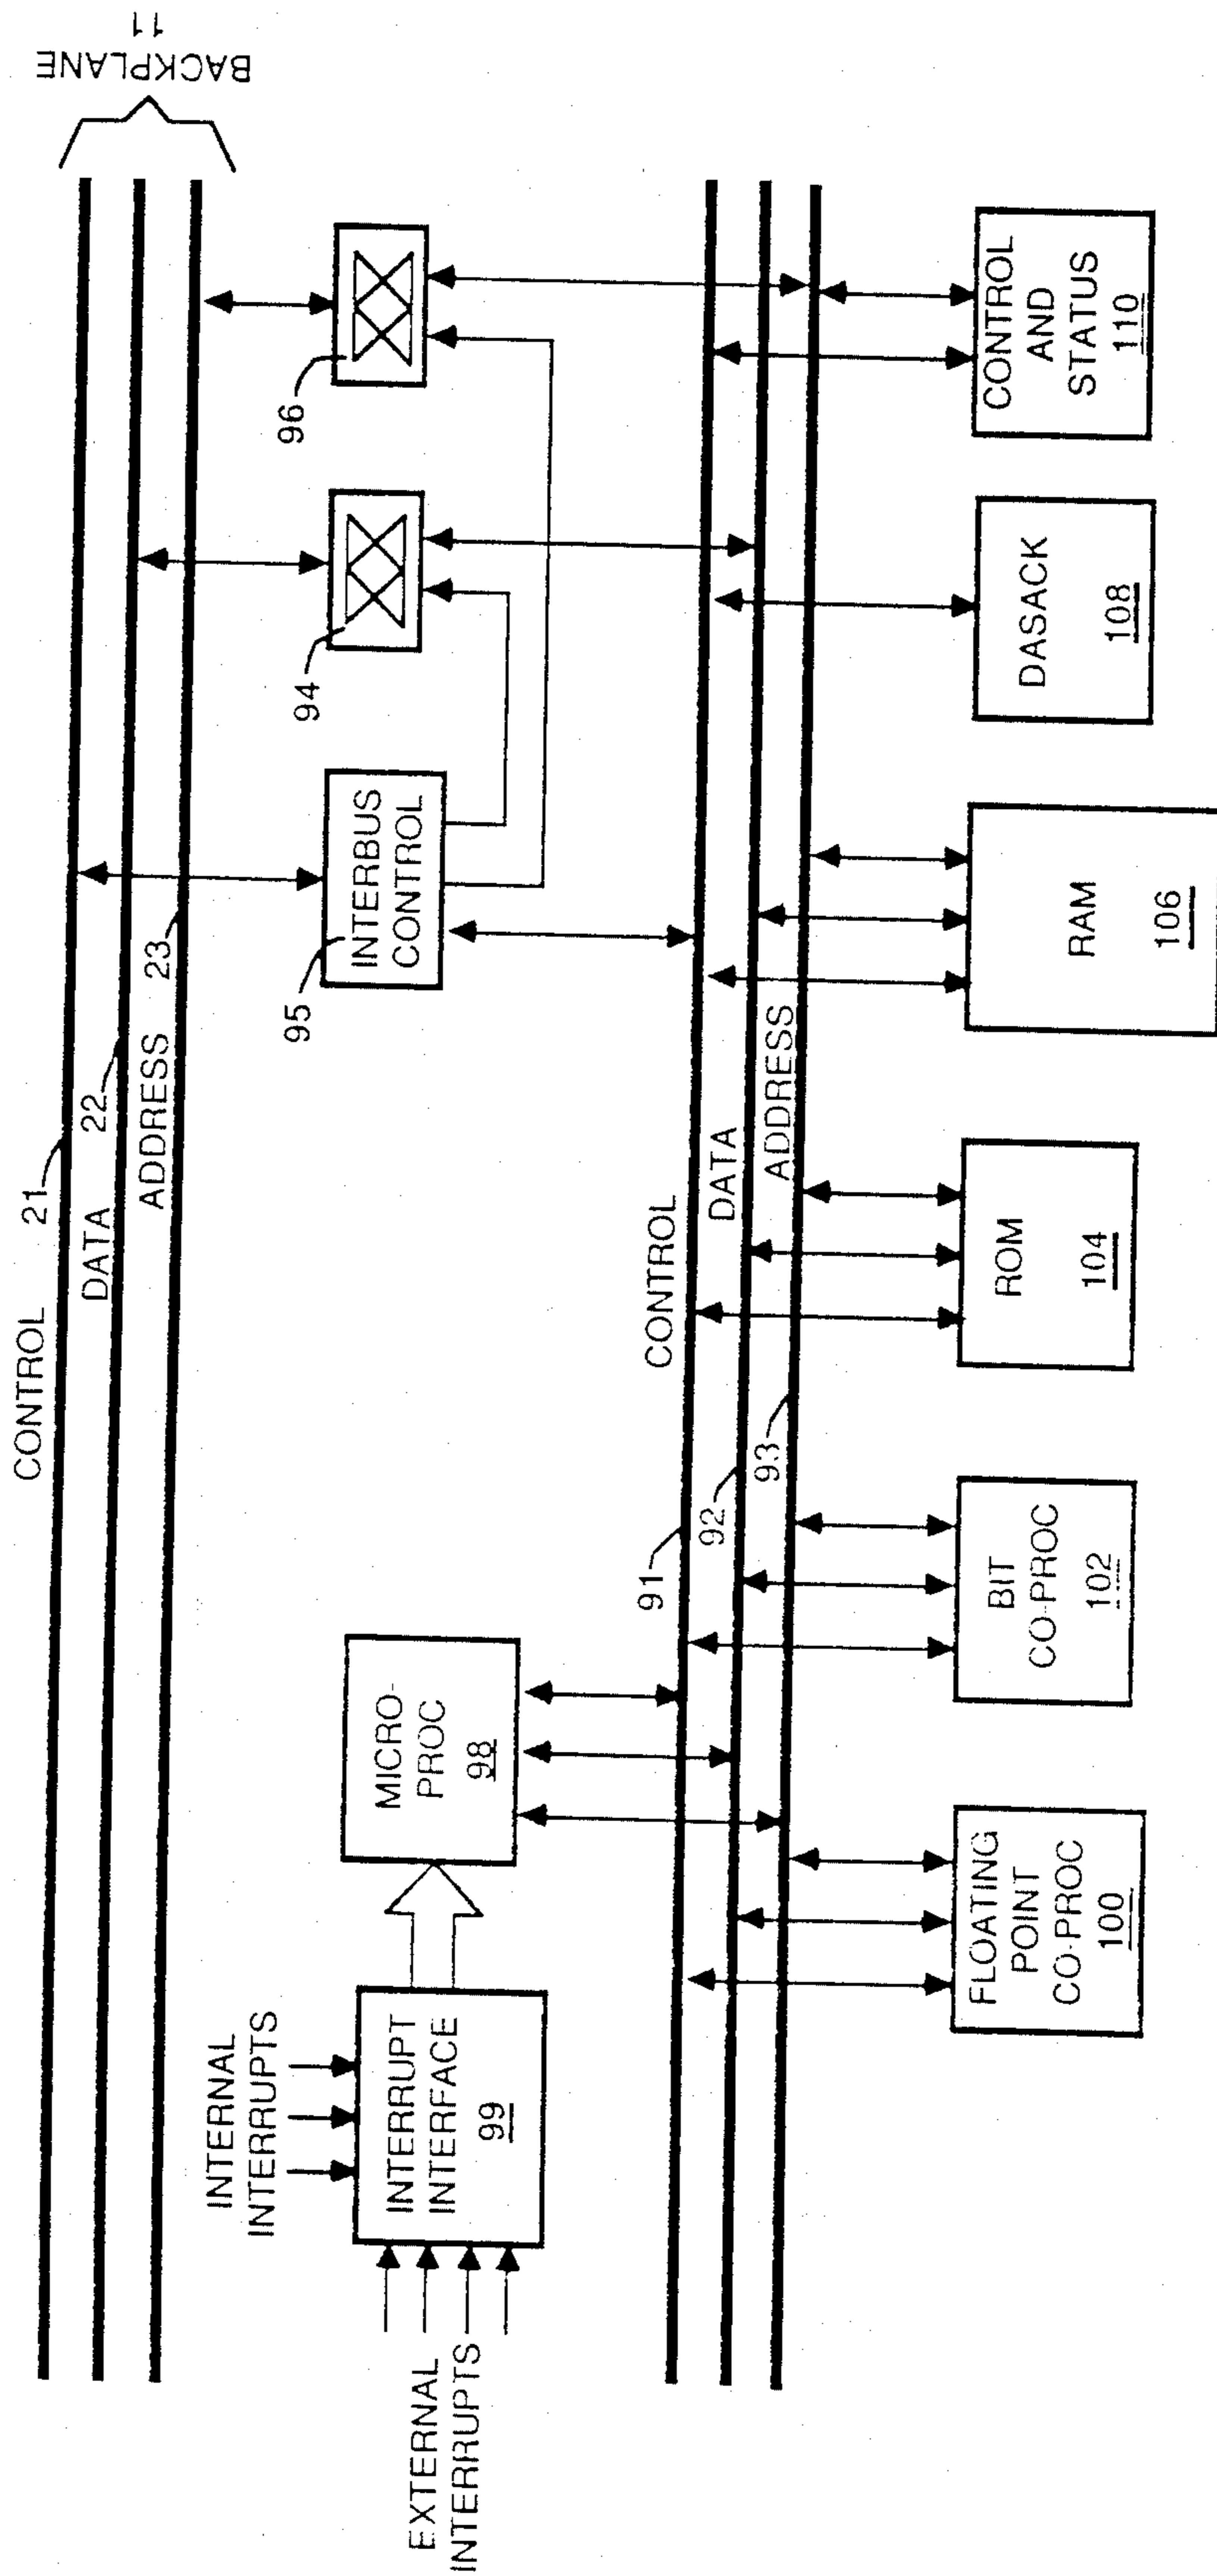 BACKPLANE
11
CONTROL
21
DATA
22
ADDRESS
23
INTERNAL
INTERRUPTS
EXTERNAL
INTERRUPTS
INTERRUPT
INTERFACE
99
MICRO-
PROC
98
95
INTERBUS
CONTROL
94
96
CONTROL
91
DATA
92
ADDRESS
93
FLOATING
POINT
CO-PROC
100
BIT
CO-PROC
102
ROM
104
RAM
106
DASACK
108
CONTROL
AND
STATUS
110